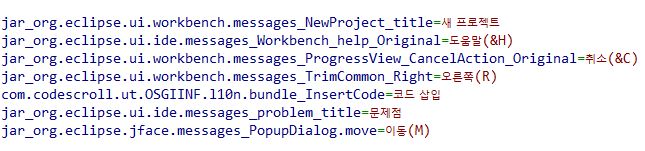 jar_org.eclipse.ui.workbench.messages_NewProject_title=새 프로젝트
jar_org.eclipse.ui.ide.messages_Workbench_help_Original=도움말(&H)
jar_org.eclipse.ui.workbench.messages_ProgressView_CancelAction_Original=취소(&C)
jar_org.eclipse.ui.workbench.messages_TrimCommon_Right=오른쪽(R)
com.codescroll.ut.OSGIINF.l10n.bundle_InsertCode=코드 삽입
jar_org.eclipse.ui.ide.messages_problem_title=문제점
jar_org.eclipse.jface.messages_PopupDialog.move=이동(M)